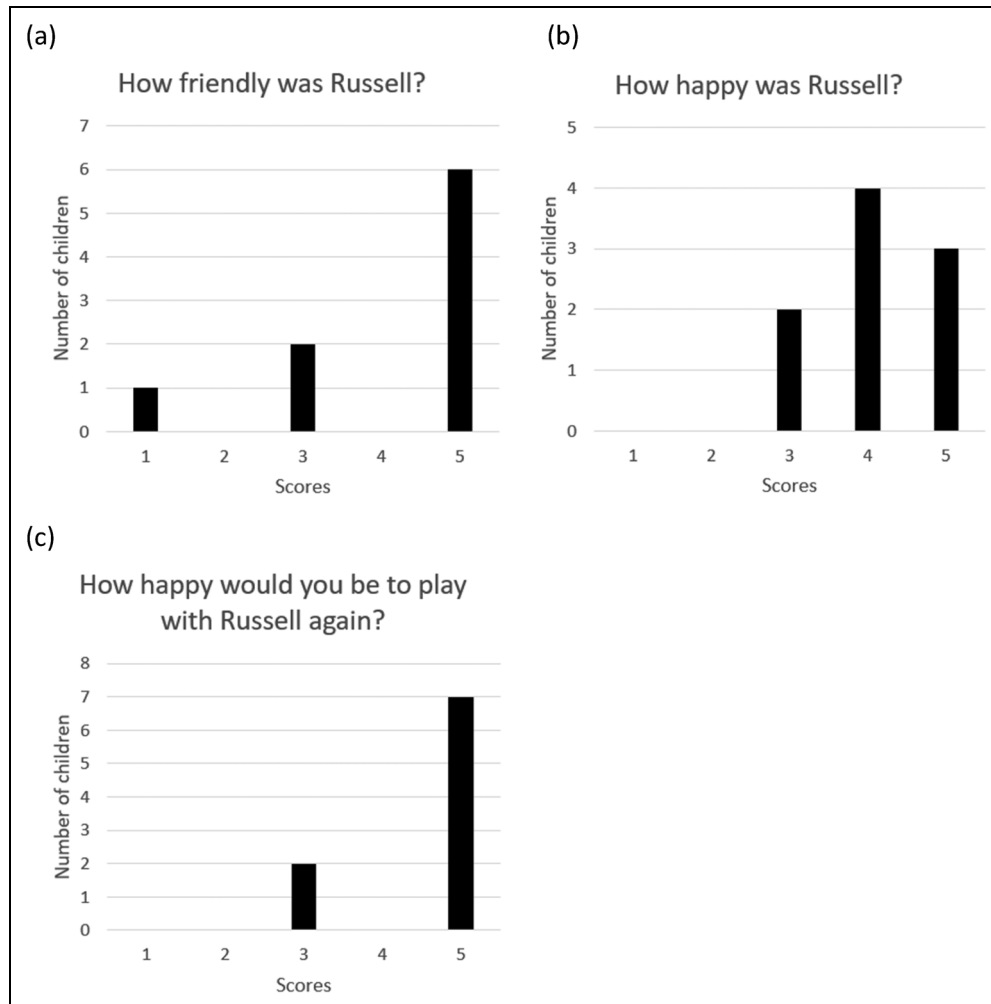 (a)
How friendly was Russell?
7
6
5
4
3
2
1
0
Number of children
1 2 3 4 5
Scores
(b)
How happy was Russell?
5
4
3
2
1
0
Number of children
1 2 3 4 5
Scores
(c)
How happy would you be to play
with Russell again?
8
7
6
5
4
3
2
1
0
Number of children
1 2 3 4 5
Scores